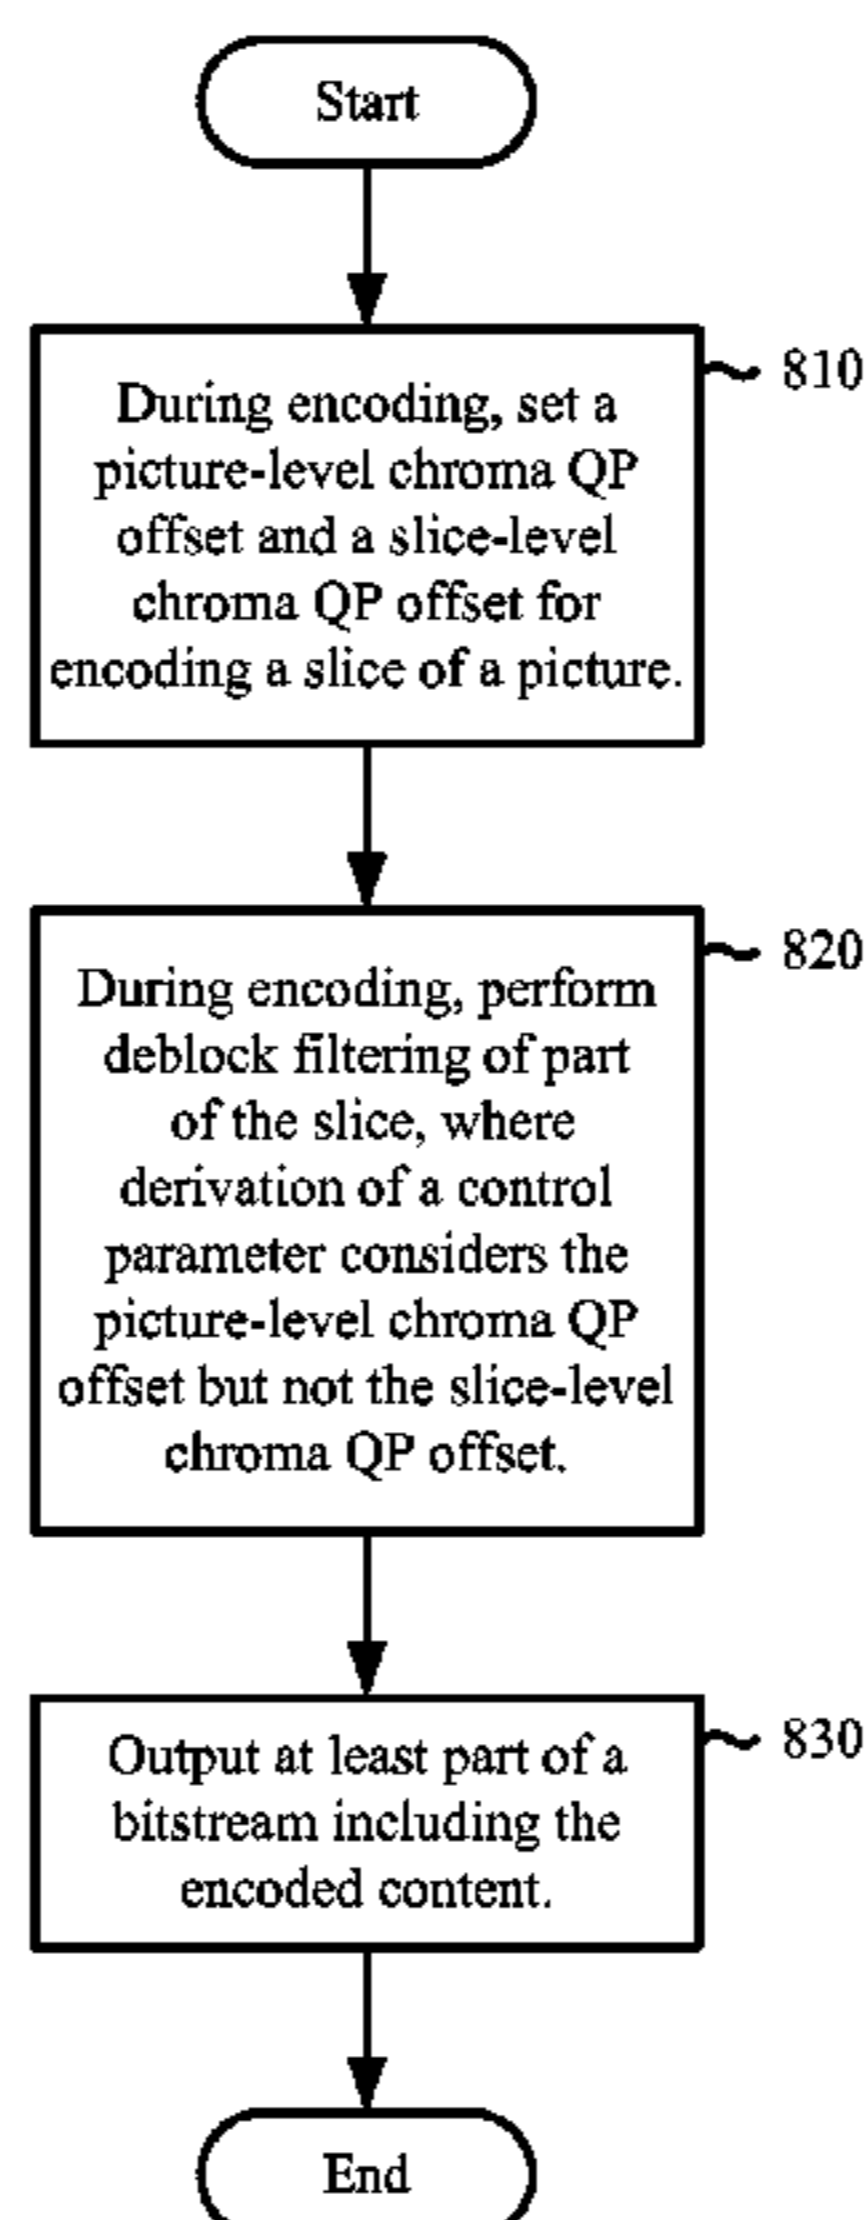 Start
During encoding, set a
picture-level chroma QP
offset and a slice-level
chroma QP offset for
encoding a slice of a picture.
810
During encoding, perform
deblock filtering of part
of the slice, where
derivation of a control
parameter considers the
picture-level chroma QP
offset but not the slice-level
chroma QP offset.
820
Output at least part of a
bitstream including the
encoded content.
830
End